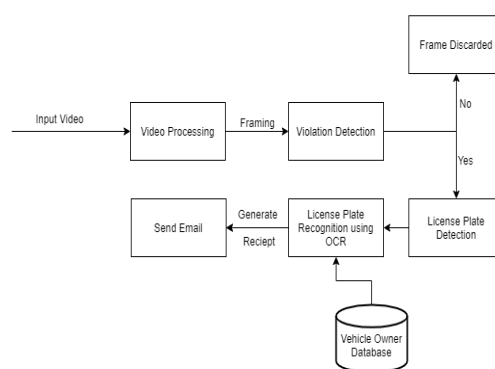 Frame Discarded
No
Input Video
Video Processing
Framing
Violation Detection
Yes
Send Email
Generate
Reciept
License Plate
Recognition using
OCR
License Plate
Detection
Vehicle Owner
Database